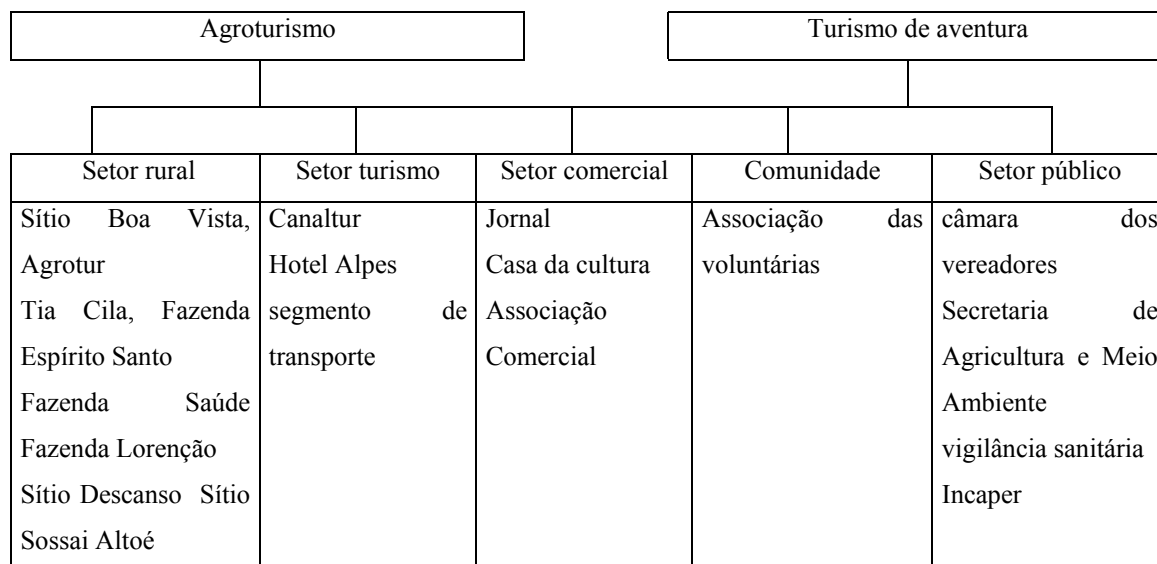 Agroturismo
Turismo de aventura
Setor rural
Sítio Boa Vista,
Agrotur
Tia Cila, Fazenda
Espírito Santo
Fazenda Saúde
Fazenda Lorenção
Sítio Descanso Sítio
Sossai Altoé
Setor turismo
Canaltur
Hotel Alpes
segmento de
transporte
Setor comercial
Jornal
Casa da cultura
Associação
Comercial
Comunidade
Associação das
voluntárias
Setor público
câmara dos
vereadores
Secretaria de
Agricultura e Meio
Ambiente
vigilância sanitária
Incaper